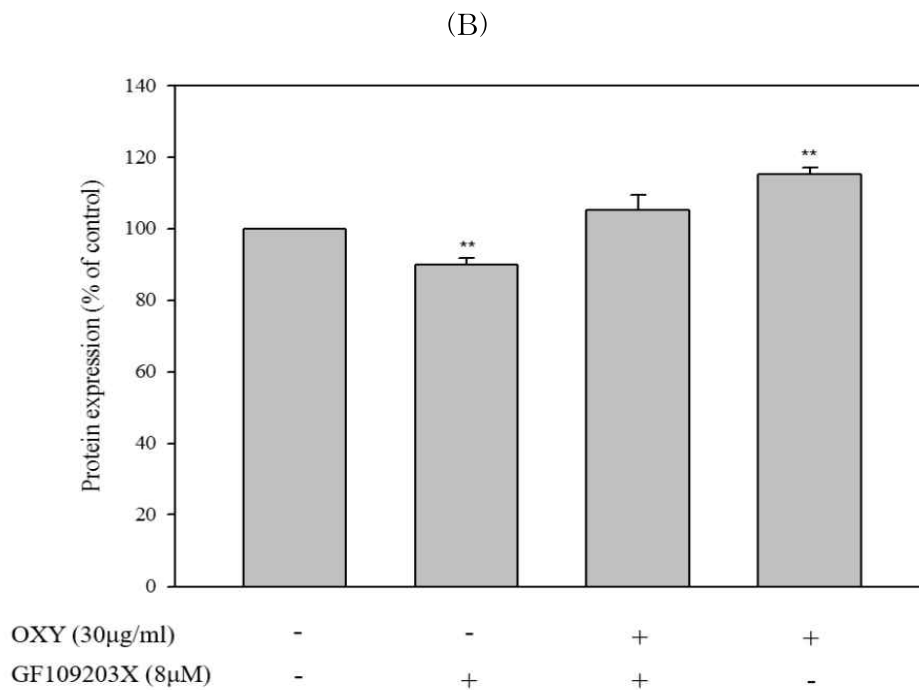 (B)
140
120
100
80
60
40
20
0
Protein expression (% of control)
**
**
OXY (30μg/ml) - - + +
GF109203X (8μM) - + + -